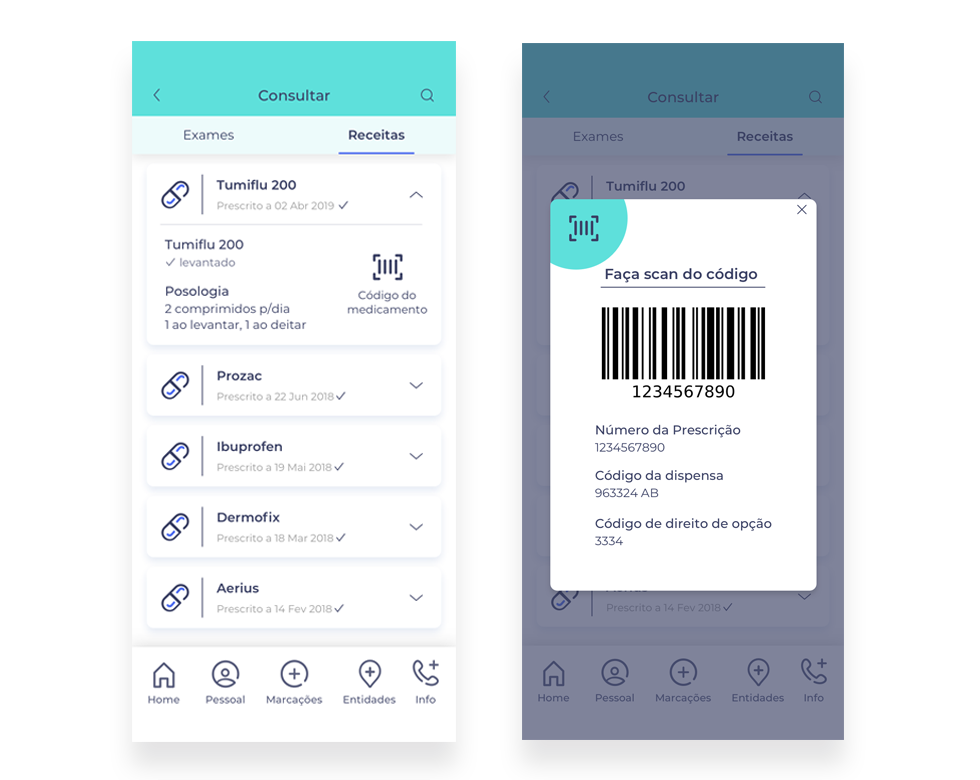 Consultar
Exames Receitas
Tumiflu 200
Prescrito a 02 Abr 2019
Tumiflu 200
levantado
Posologia
2 comprimidos p/dia
1 ao levantar, 1 ao deitar
Código do
medicamento
Prozac
Prescrito a 22 Jun 2018
Ibuprofen
Prescrito a 19 Mai 2018
Dermofix
Prescrito a 18 Mar 2018
Aerius
Prescrito a 14 Fev 2018
Home Pessoal Marcações Entidades Info
Consultar
Exames Receitas
Tumiflu 200
Faça scan do código
1234567890
Número da Prescrição
1234567890
Código da dispensa
963324 AB
Código de direito de opção
3334
Prescrito a 14 Fev 2018
Home Pessoal Marcações Entidades Info